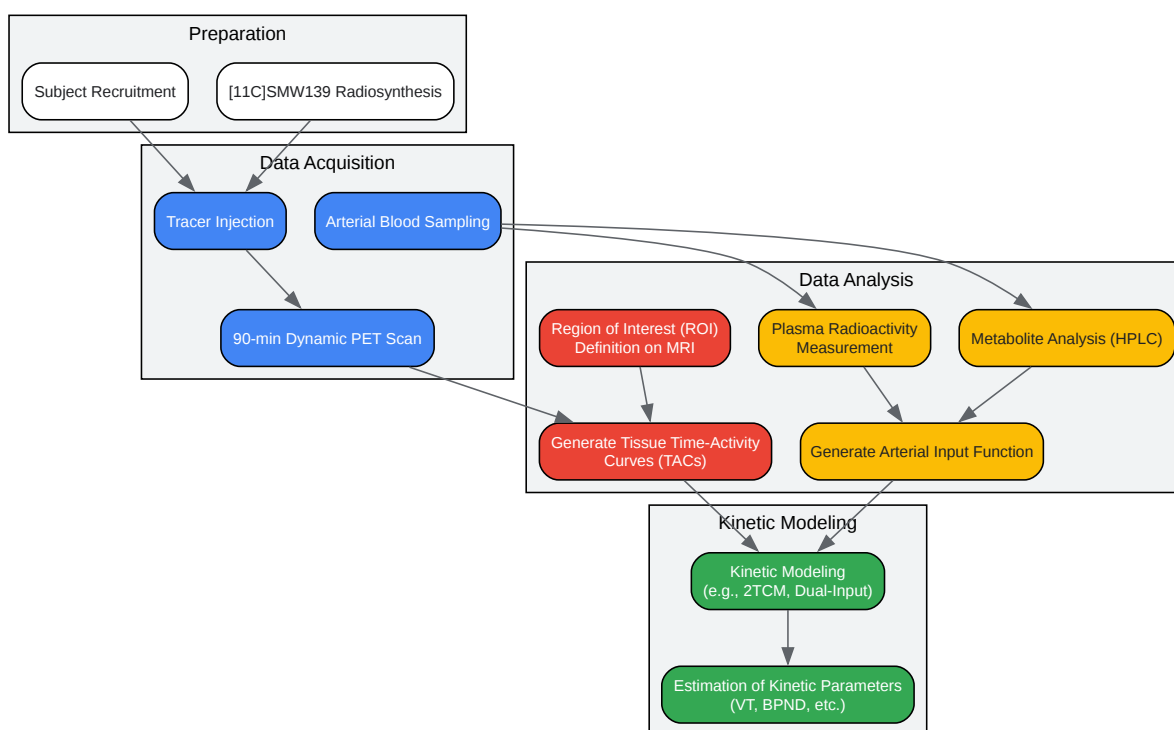 Preparation
Subject Recruitment
[11C]SMW139 Radiosynthesis
Data Acquisition
Tracer Injection
Arterial Blood Sampling
90-min Dynamic PET Scan
Data Analysis
Region of Interest (ROI)
Definition on MRI
Plasma Radioactivity
Measurement
Metabolite Analysis (HPLC)
Generate Tissue Time-Activity
Curves (TACs)
Generate Arterial Input Function
Kinetic Modeling
Kinetic Modeling
(e.g., 2TCM, Dual-Input)
Estimation of Kinetic Parameters
(VT, BPND, etc.)